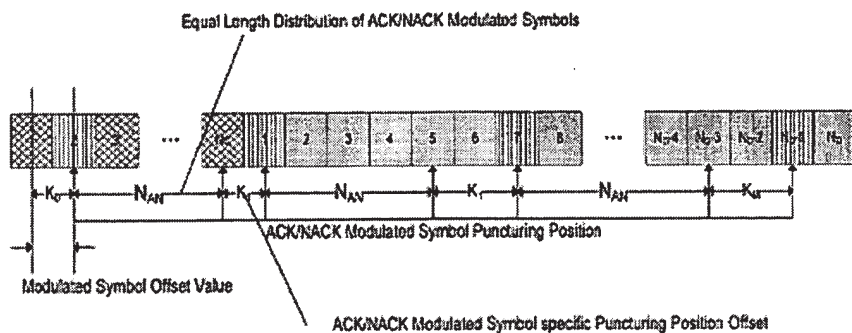 Equal Length Distribution of ACK/NACK Modulated Symbols
2 ... 1 2 3 4 5 6 7 8 ... N_D-4 N_D-3 N_D-2 N_D-1 N_D
K_0 N_AN K_1 N_AN K_1 N_AN K_M
ACK/NACK Modulated Symbol Puncturing Position
Modulated Symbol Offset Value
ACK/NACK Modulated Symbol specific Puncturing Position Offset